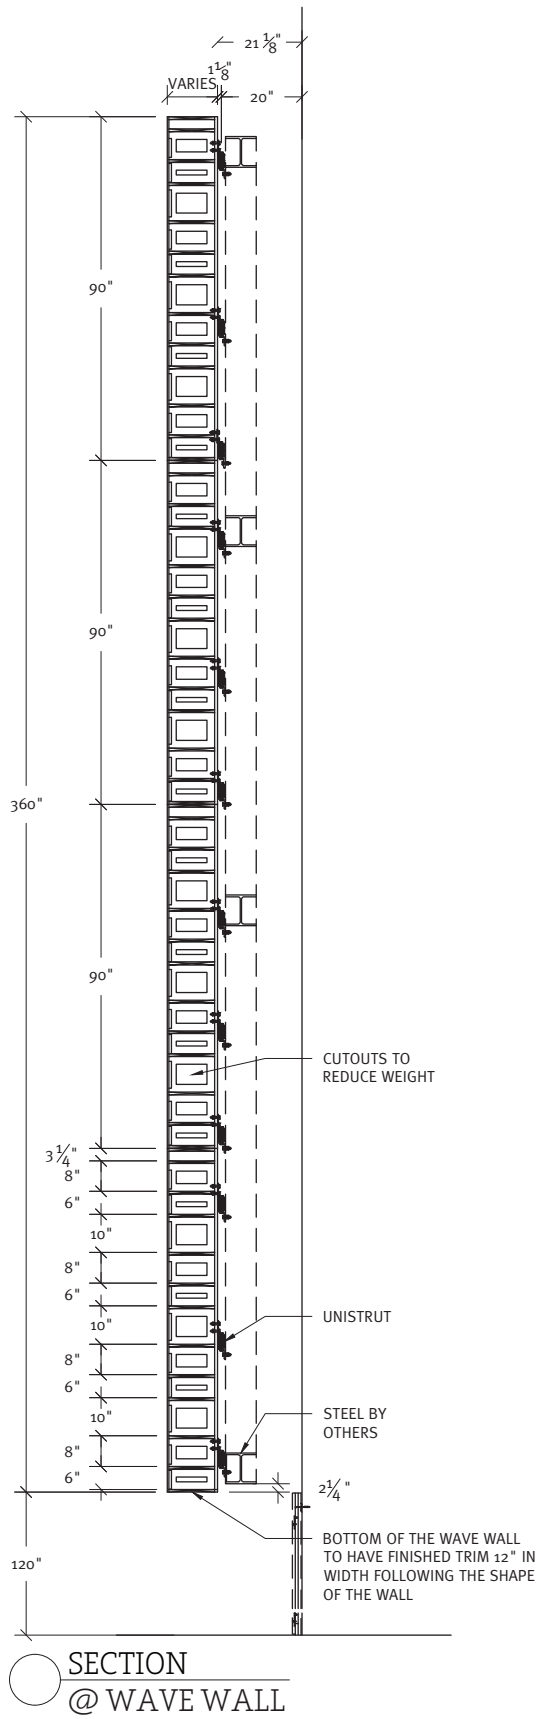 21 1/8"
1 1/8"
VARIES
20"
90"
90"
360"
90"
CUTOUTS TO
REDUCE WEIGHT
3 1/4"
8"
6"
10"
8"
6"
10"
UNISTRUT
8"
6"
10"
STEEL BY
OTHERS
8"
6"
2 1/4"
BOTTOM OF THE WAVE WALL
TO HAVE FINISHED TRIM 12" IN
WIDTH FOLLOWING THE SHAPE
OF THE WALL
120"
SECTION
@ WAVE WALL